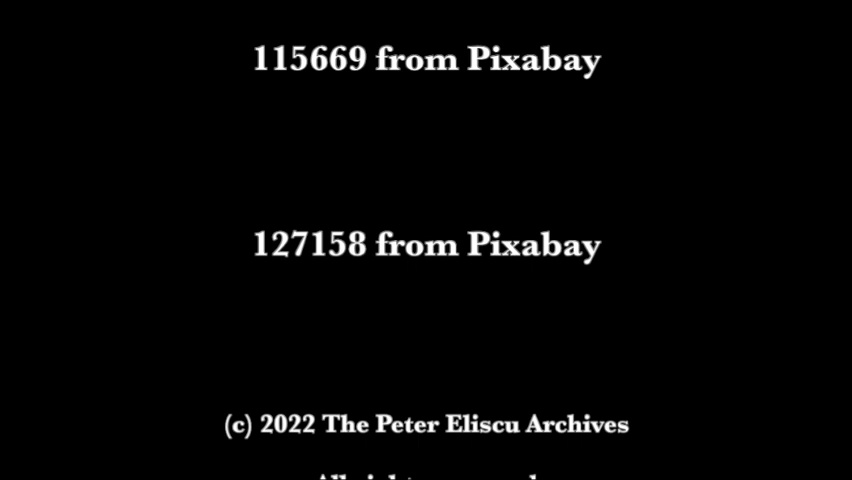 115669 from Pixabay
127158 from Pixabay
(c) 2022 The Peter Eliscu Archives